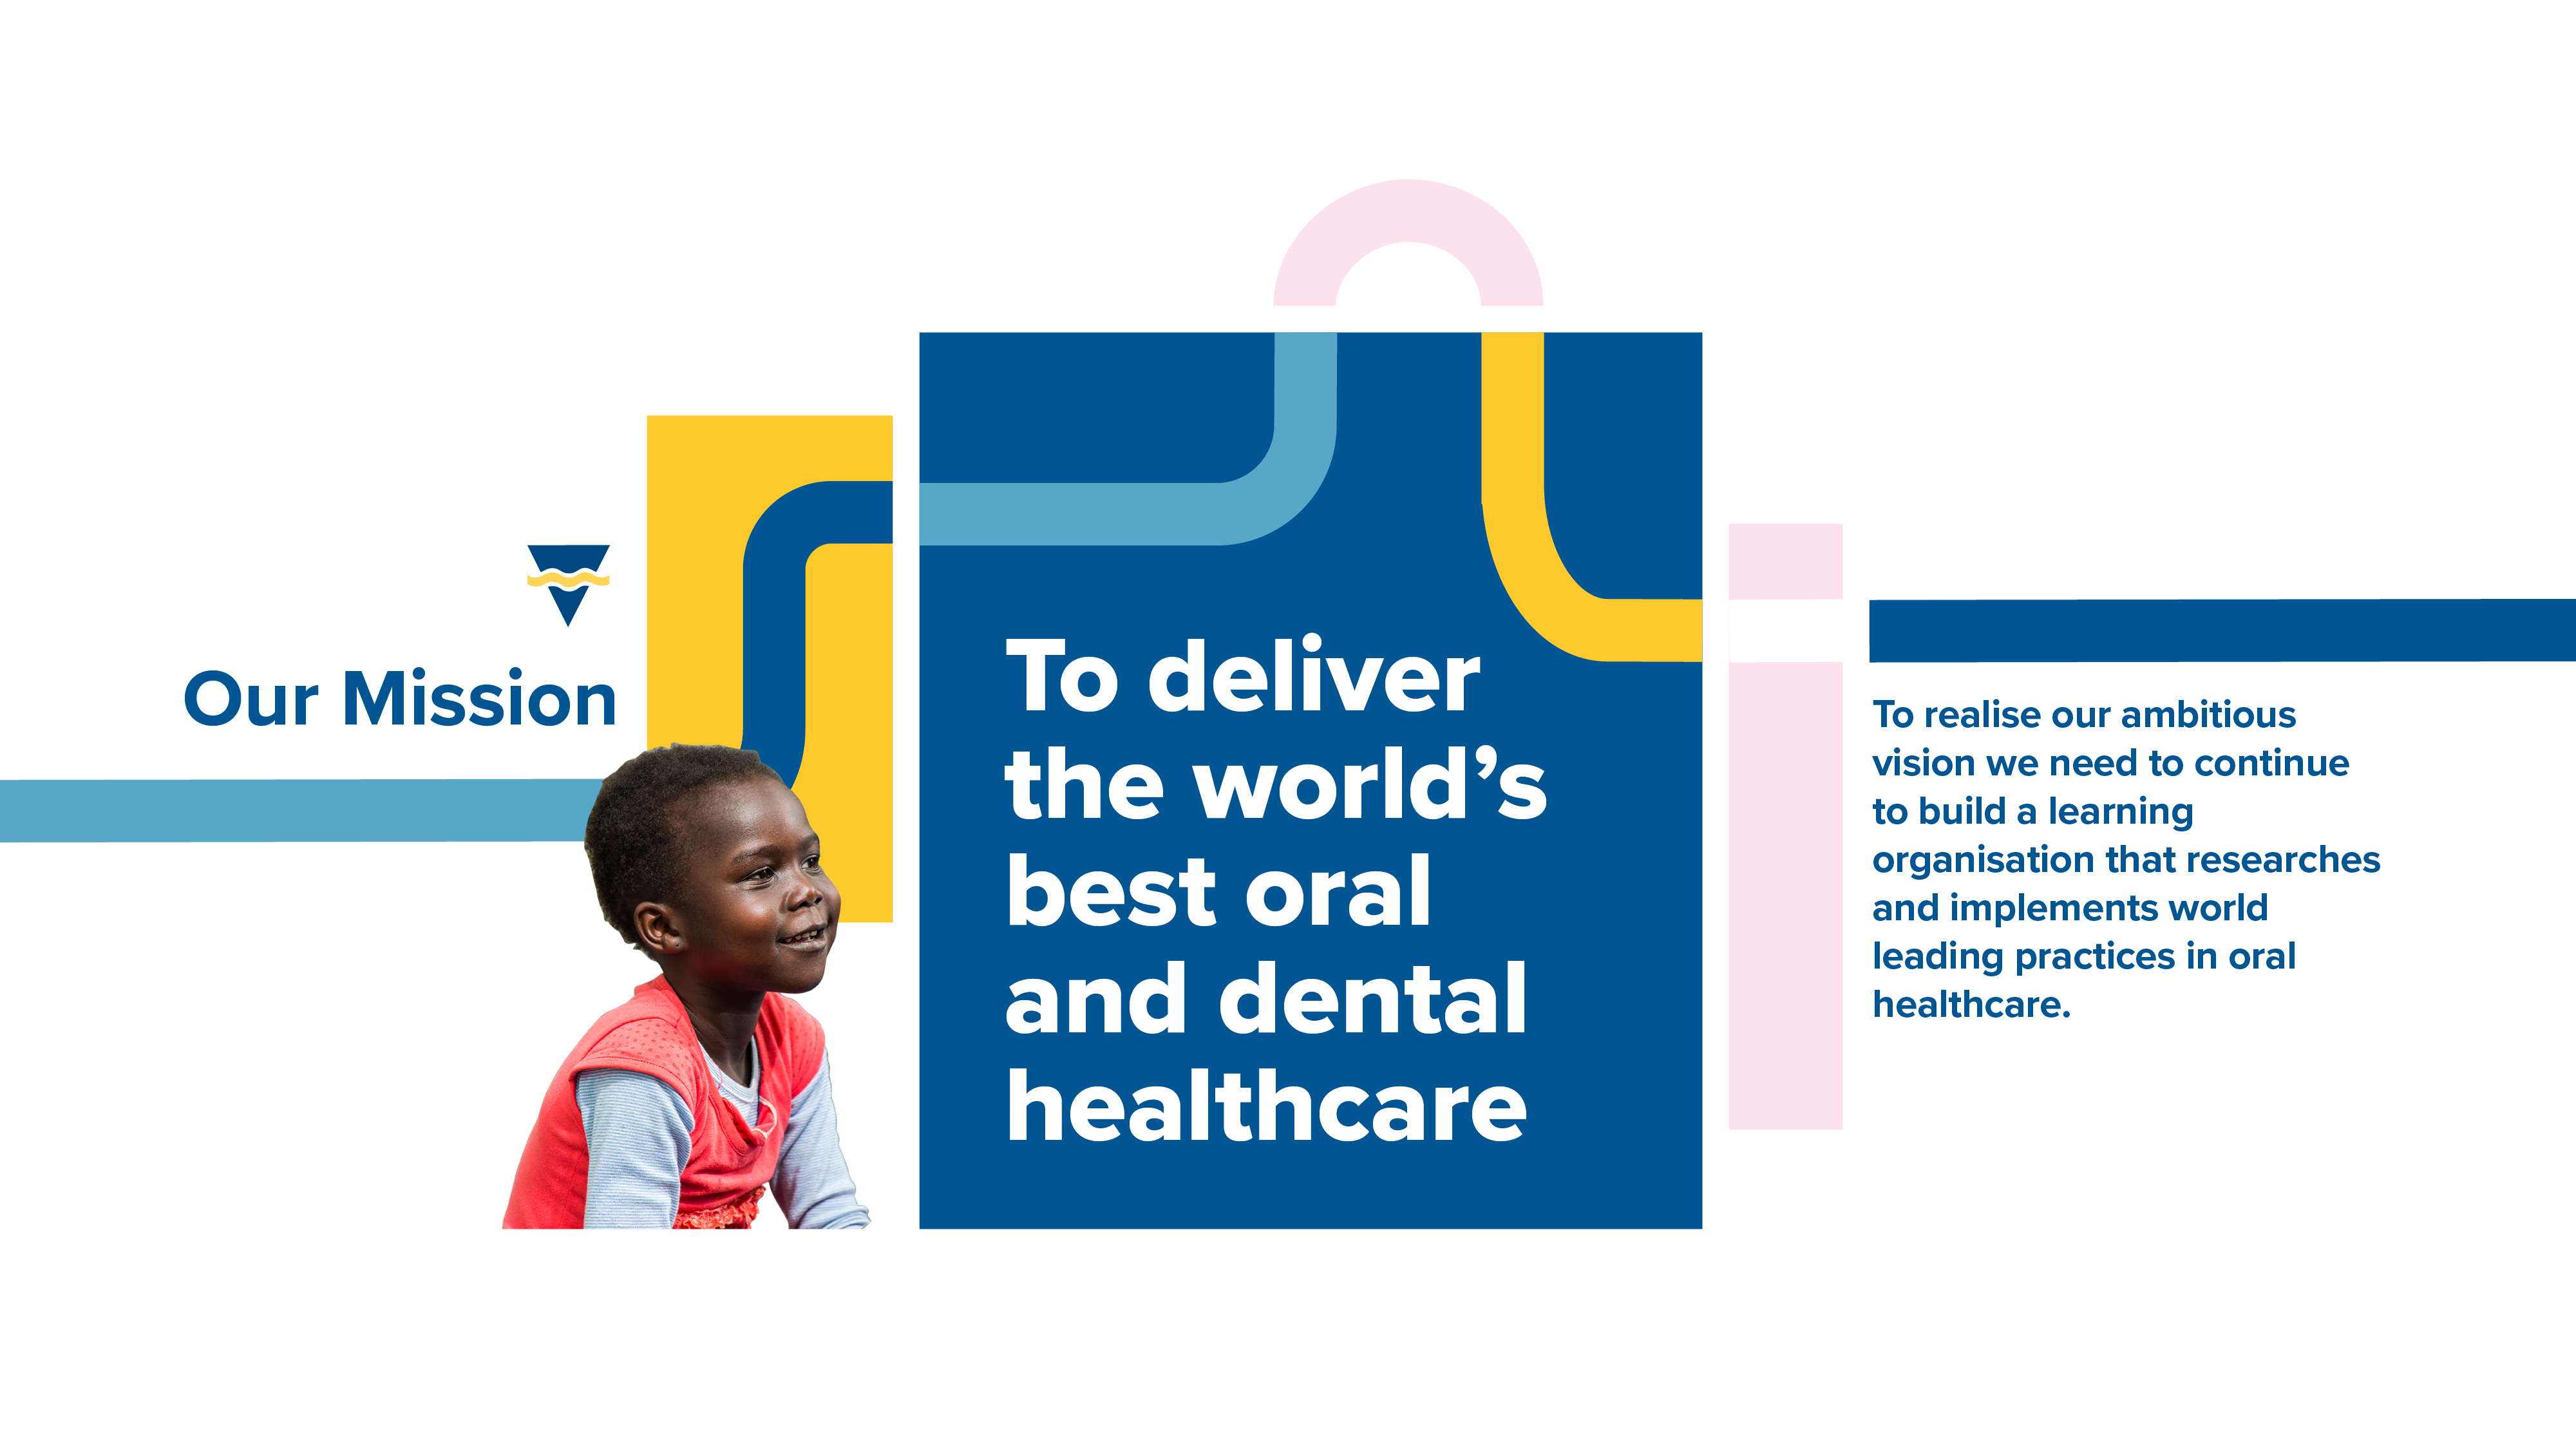 Our Mission
To deliver
the world’s
best oral
and dental
healthcare
To realise our ambitious
vision we need to continue
to build a learning
organisation that researches
and implements world
leading practices in oral
healthcare.